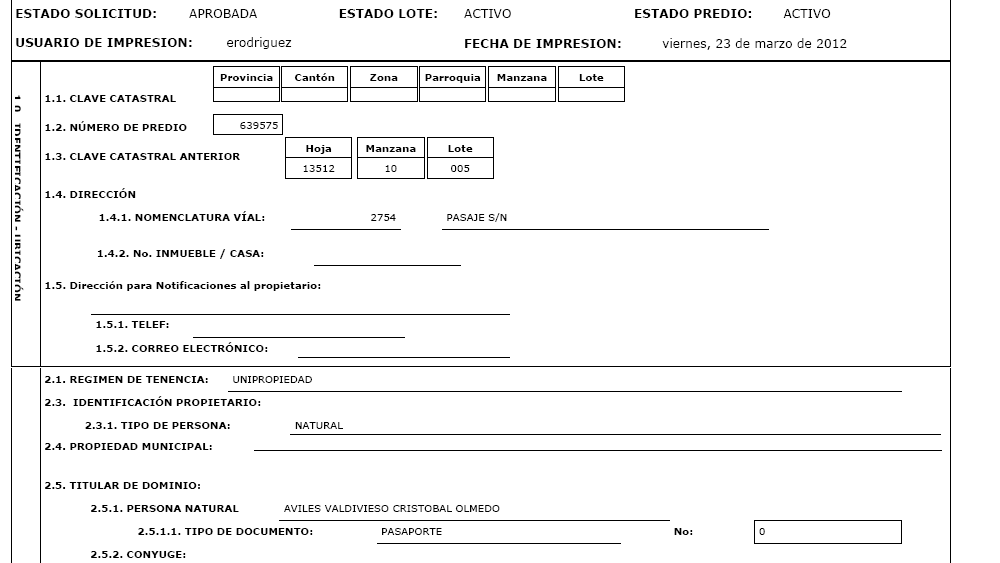 ESTADO SOLICITUD: APROBADA ESTADO LOTE: ACTIVO ESTADO PREDIO: ACTIVO
USUARIO DE IMPRESION: erodriguez FECHA DE IMPRESION: viernes, 23 de marzo de 2012
1.0 IDENTIFICACIÓN - UBICACIÓN
Provincia Cantón Zona Parroquia Manzana Lote
1.1. CLAVE CATASTRAL
1.2. NÚMERO DE PREDIO 639575
Hoja Manzana Lote
1.3. CLAVE CATASTRAL ANTERIOR
13512 10 005
1.4. DIRECCIÓN
1.4.1. NOMENCLATURA VÍAL: 2754 PASAJE S/N
1.4.2. No. INMUEBLE / CASA:
1.5. Dirección para Notificaciones al propietario:
1.5.1. TELEF:
1.5.2. CORREO ELECTRÓNICO:
2.1. REGIMEN DE TENENCIA: UNIPROPIEDAD
2.3. IDENTIFICACIÓN PROPIETARIO:
2.3.1. TIPO DE PERSONA: NATURAL
2.4. PROPIEDAD MUNICIPAL:
2.5. TITULAR DE DOMINIO:
2.5.1. PERSONA NATURAL AVILES VALDIVIESO CRISTOBAL OLMEDO
2.5.1.1. TIPO DE DOCUMENTO: PASAPORTE No: 0
2.5.2. CONYUGE: